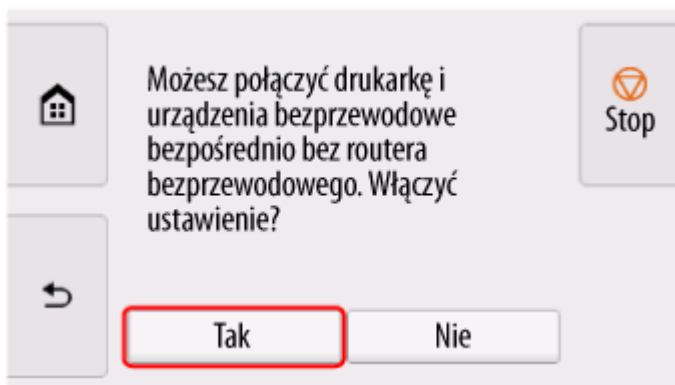 Możesz połączyć drukarkę i
urządzenia bezprzewodowe
bezpośrednio bez routera
bezprzewodowego. Włączyć
ustawienie?
Stop
Tak
Nie